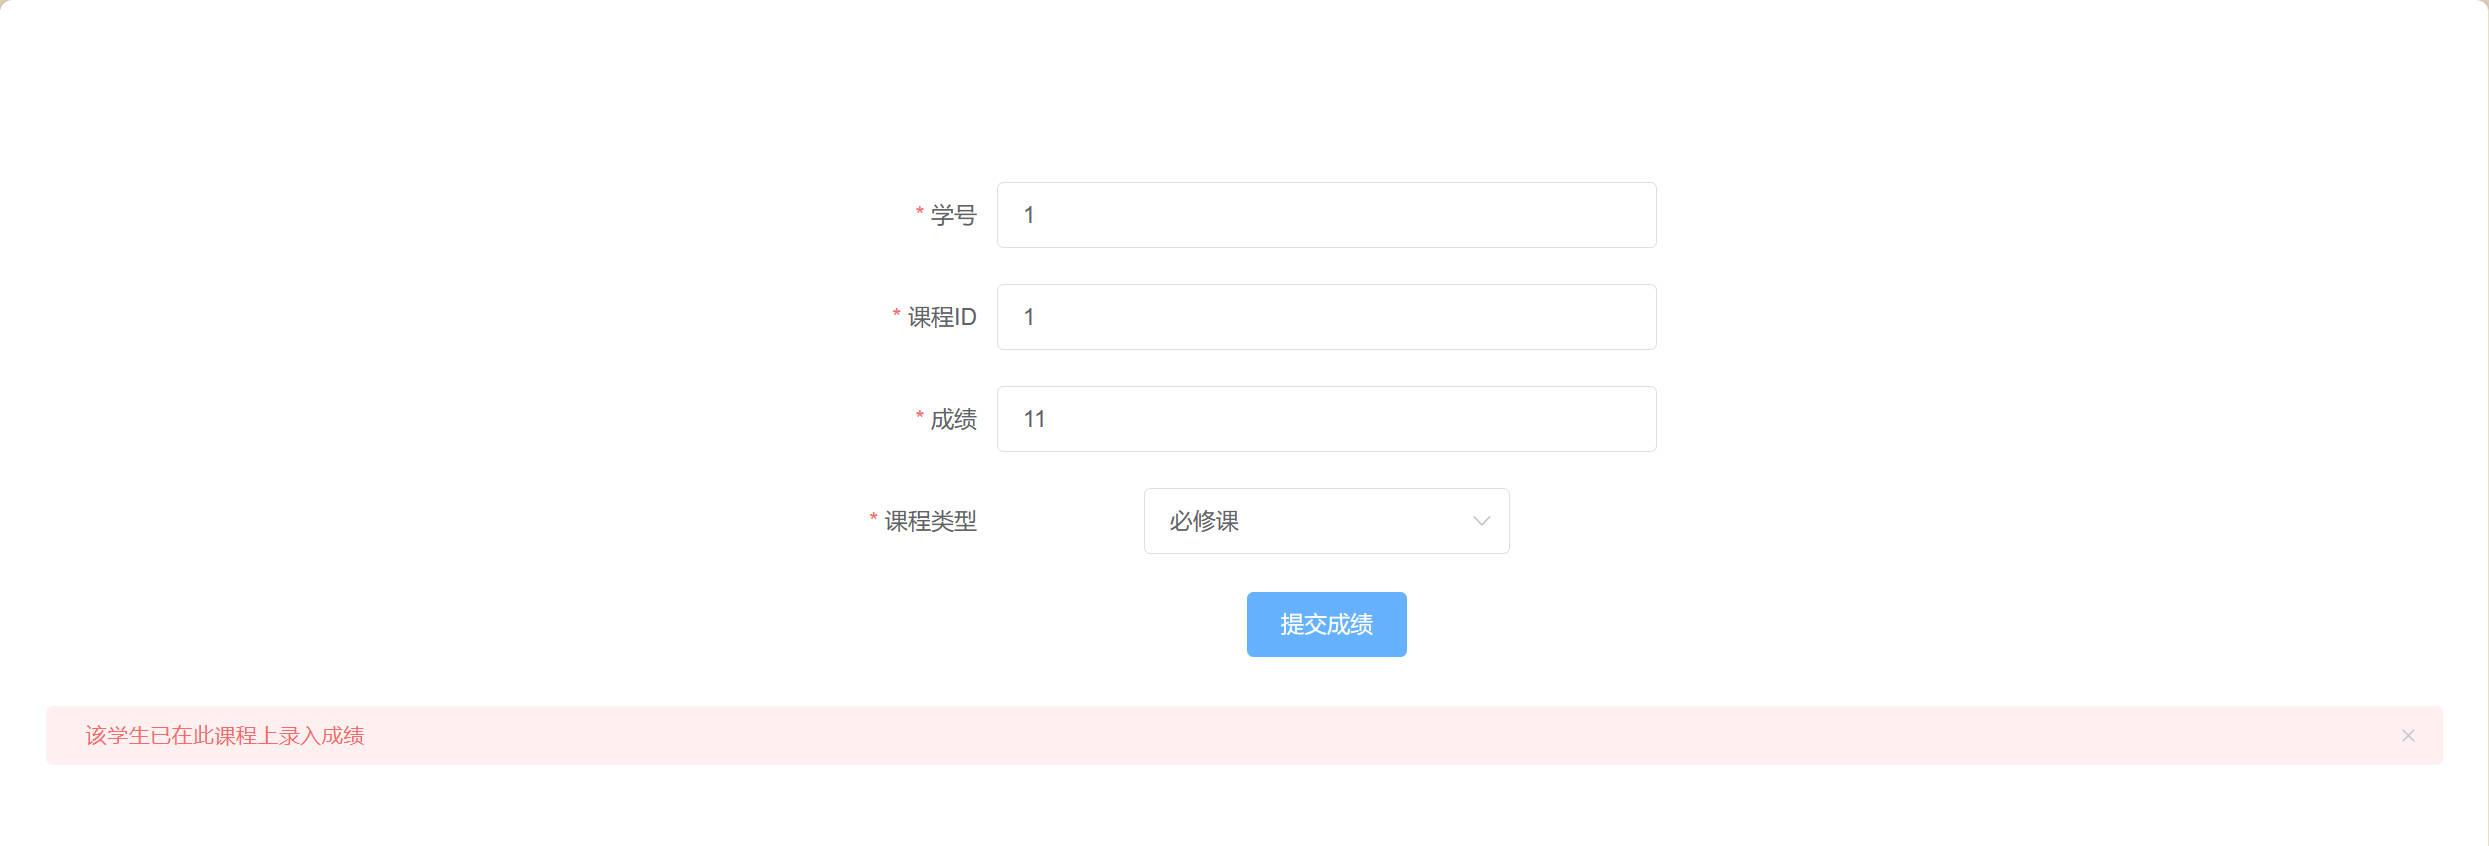 * 学号 1
* 课程ID 1
* 成绩 11
* 课程类型 必修课
提交成绩
该学生已在此课程上录入成绩